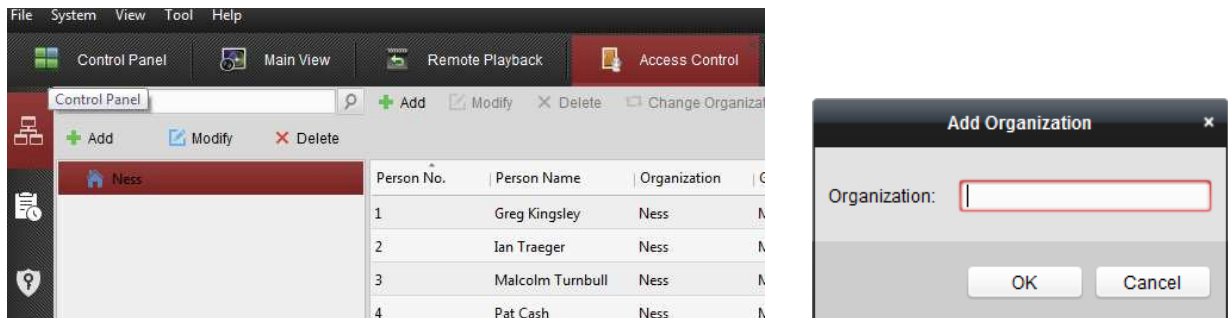 File System View Tool Help
Control Panel Main View Remote Playback Access Control
Control Panel
Add Modify Delete Change Organizat
Add Modify Delete
Ness
Person No. Person Name Organization
1 Greg Kingsley Ness
2 Ian Traeger Ness
3 Malcolm Turnbull Ness
4 Pat Cash Ness
Add Organization
Organization:
OK Cancel